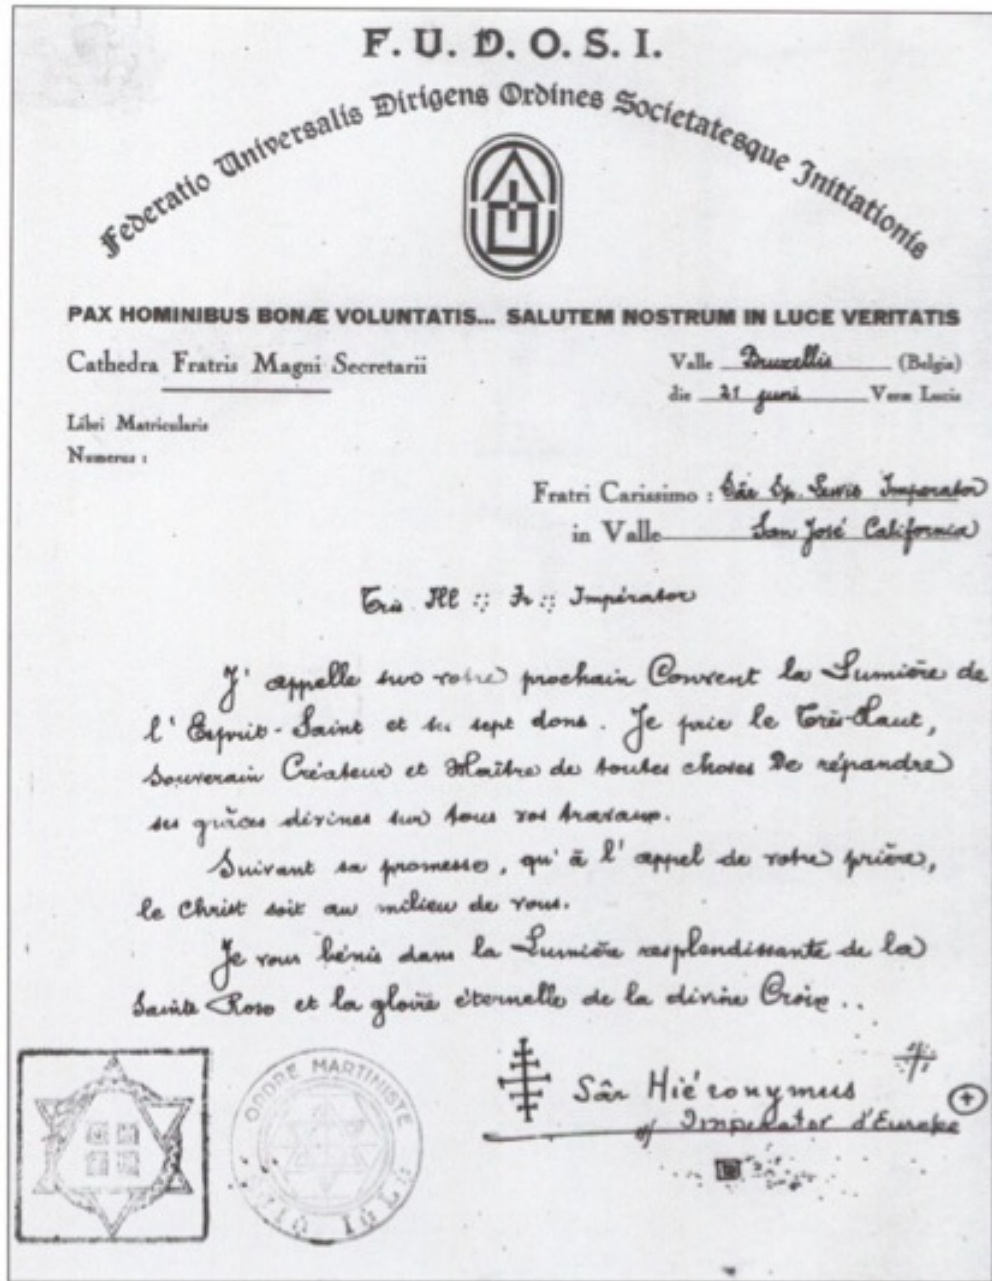 F. U. D. O. S. I.
Federatio Universalis Dirigens Ordines Societatesque Initiationis
PAX HOMINIBUS BONÆ VOLUNTATIS... SALUTEM NOSTRUM IN LUCE VERITATIS
Cathedra Fratris Magni Secretarii
Valle Bruxellis (Belgia)
die 21 juni Veræ Lucis
Libri Matricularis
Numerus :
Fratri Carissimo : Sâr Lewis Imperator
in Valle San José California
Très Ill :: Fr :: Impérator
J' appelle sur votre prochain Convent la Lumière de
l' Esprit-Saint et ses sept dons. Je prie le Très-Haut,
Souverain Créateur et Maître de toutes choses De répandre
ses grâces divines sur tous vos travaux.
Suivant sa promesse, qu' à l' appel de votre prière,
le Christ soit au milieu de vous.
Je vous bénis dans la Lumière resplendissante de la
Sainte Rose et la gloire éternelle de la divine Croix..
ORDRE MARTINISTE
Sâr Hiéronymus
Imperator d'Europe